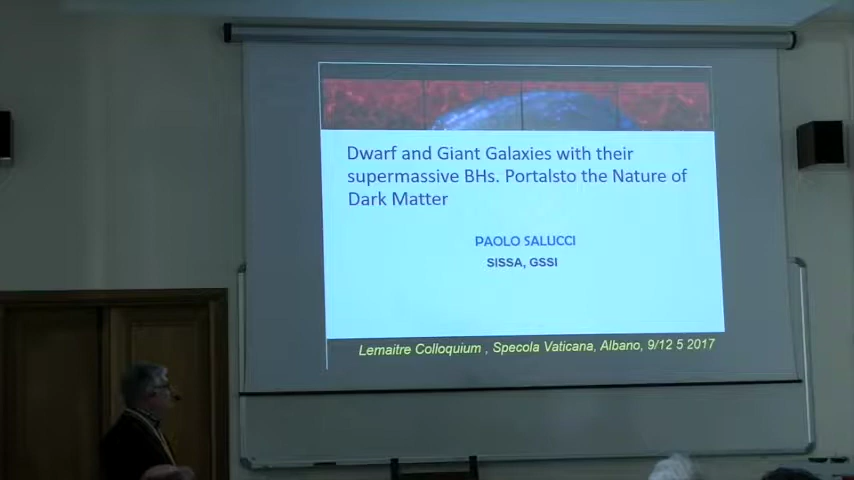 Dwarf and Giant Galaxies with their
supermassive BHs. Portalsto the Nature of
Dark Matter
PAOLO SALUCCI
SISSA, GSSI
Lemaitre Colloquium , Specola Vaticana, Albano, 9/12 5 2017